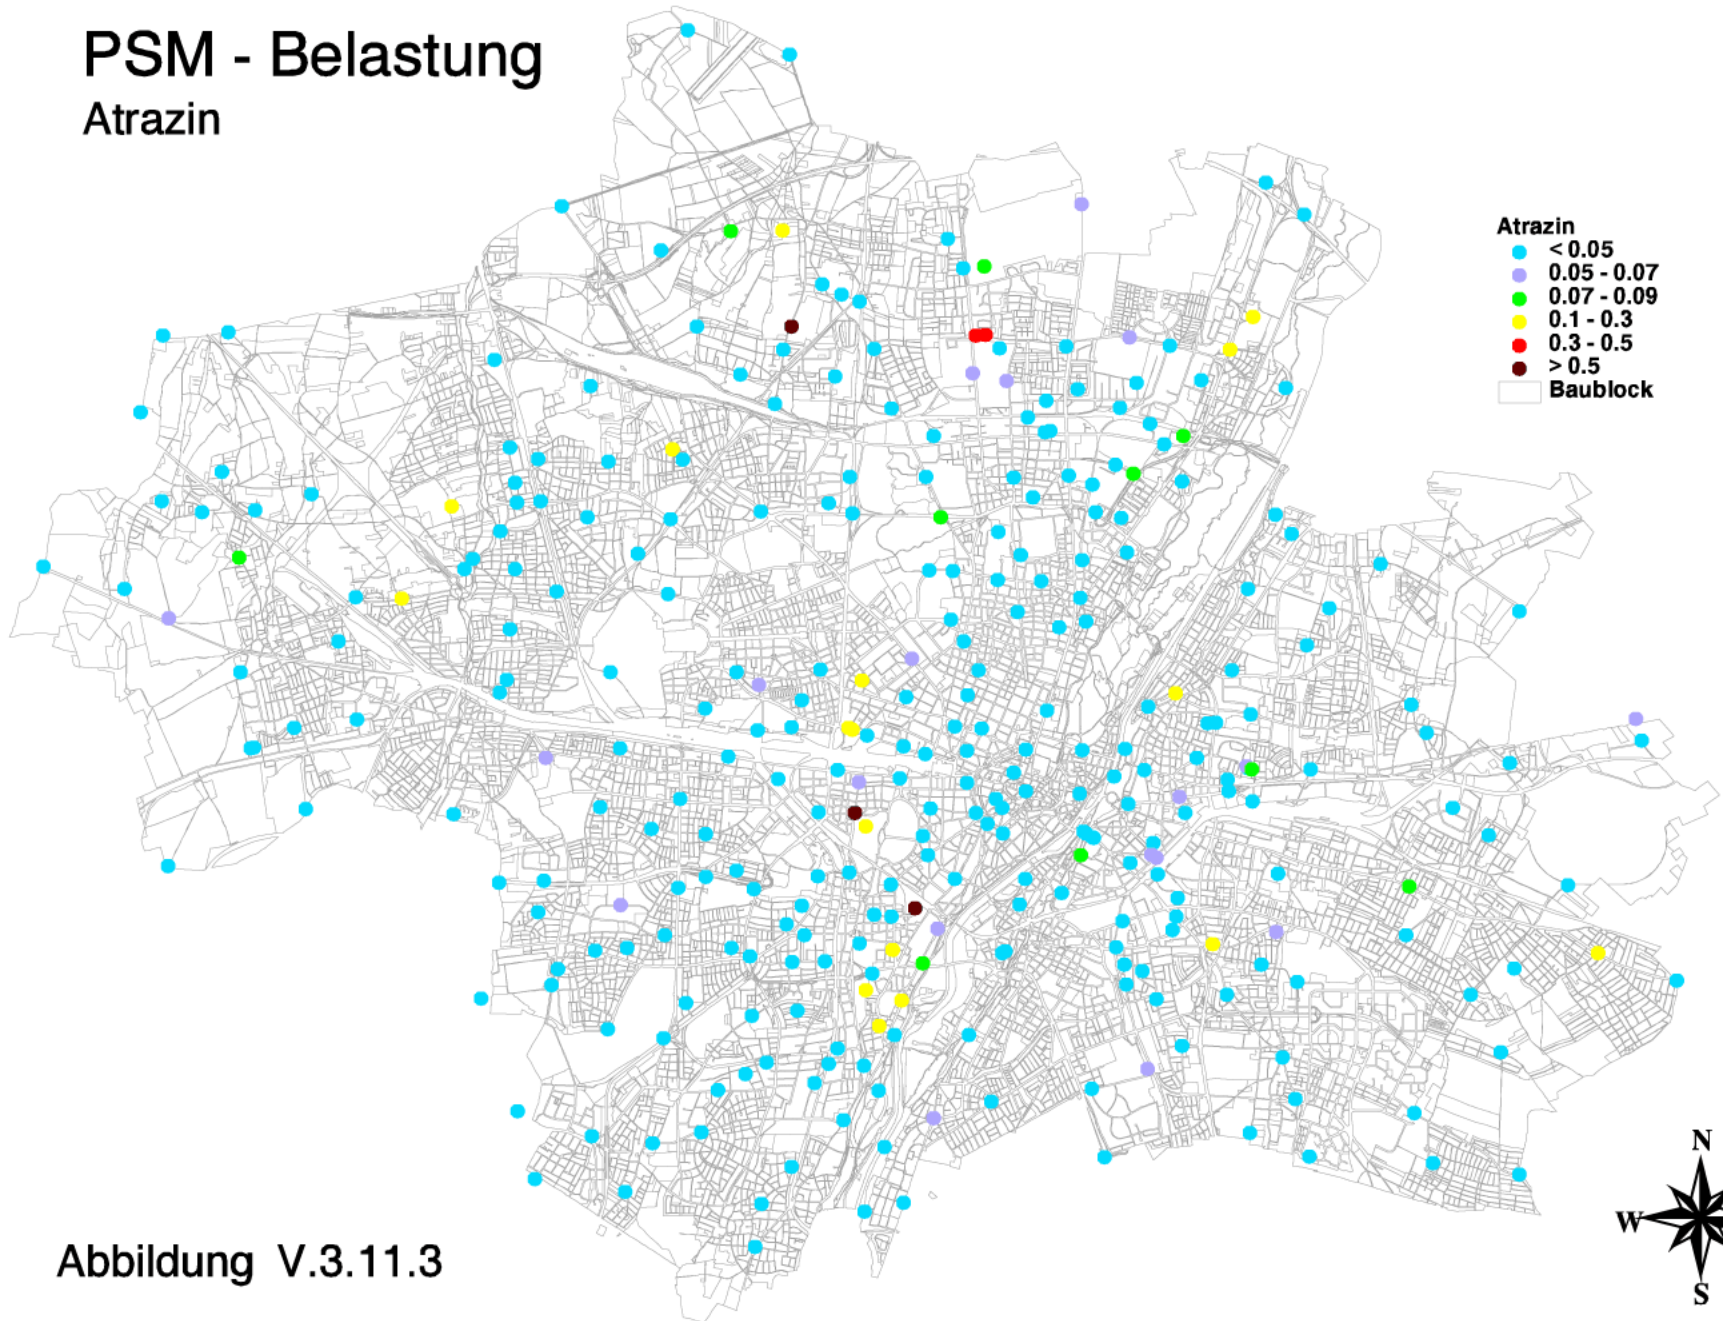 PSM - Belastung
Atrazin
Atrazin
< 0.05
0.05 - 0.07
0.07 - 0.09
0.1 - 0.3
0.3 - 0.5
> 0.5
Baublock
N
W
S
Abbildung V.3.11.3